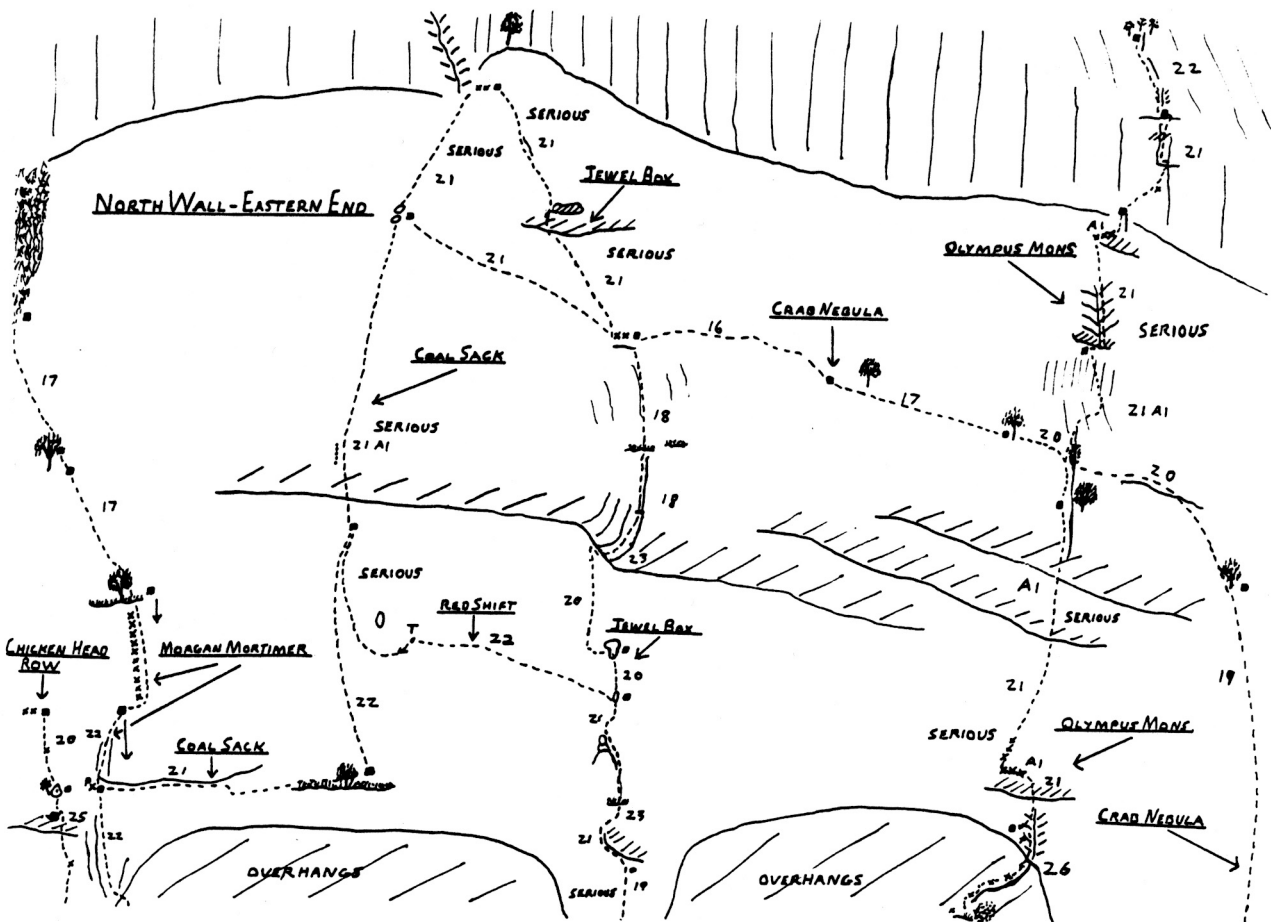 22
SERIOUS
21
SERIOUS
21
21
JEWEL BOX
NORTH WALL - EASTERN END
A1
OLYMPUS MONS
SERIOUS
21
21
21
SERIOUS
CRAB NEBULA
16
COAL SACK
17
17
18
21 A1
SERIOUS
21 A1
20
20
18
17
23
A1
SERIOUS
20
SERIOUS
RED SHIFT
T
22
JEWEL BOX
CHICKEN HEAD
ROW
MORGAN MORTIMER
20
19
21
22
21
20
22
SERIOUS
OLYMPUS MONS
COAL SACK
21
A1
21
25
22
23
21
CRAB NEBULA
OVERHANGS
OVERHANGS
26
SERIOUS
19